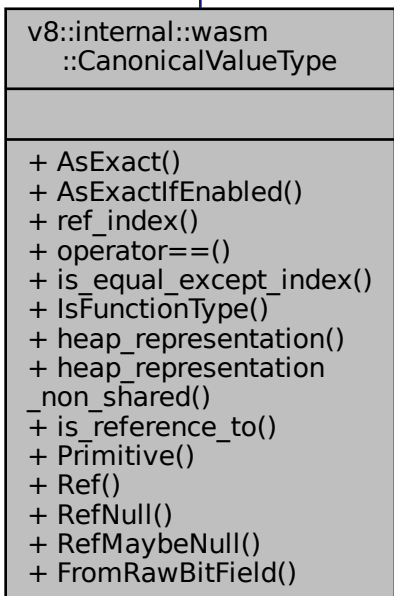 v8::internal::wasm
::CanonicalValueType
+ AsExact()
+ AsExactIfEnabled()
+ ref_index()
+ operator==()
+ is_equal_except_index()
+ IsFunctionType()
+ heap_representation()
+ heap_representation
_non_shared()
+ is_reference_to()
+ Primitive()
+ Ref()
+ RefNull()
+ RefMaybeNull()
+ FromRawBitField()